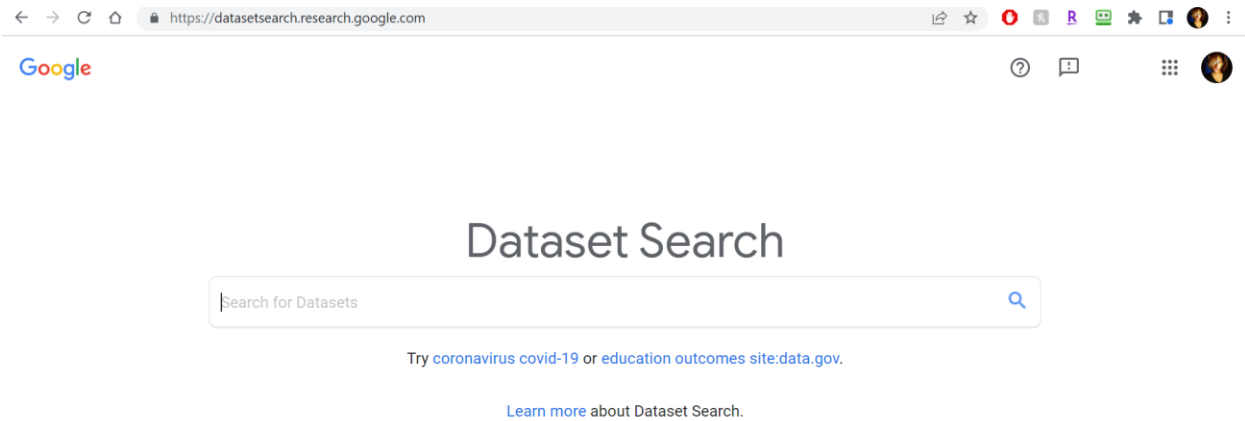 https://datasetsearch.research.google.com
Google
Dataset Search
Search for Datasets
Try coronavirus covid-19 or education outcomes site:data.gov.
Learn more about Dataset Search.